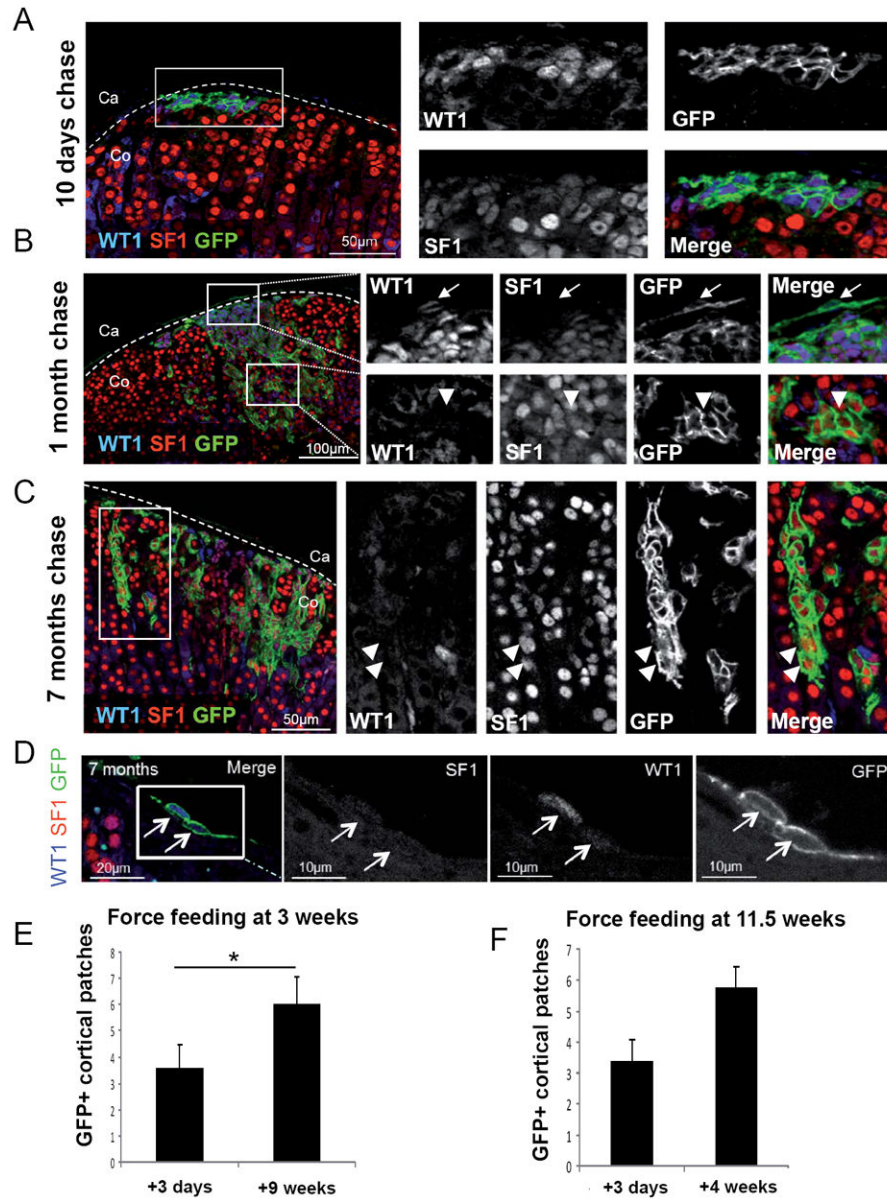 A
10 days chase
Ca
Co
WT1 SF1 GFP
50µm
WT1
GFP
SF1
Merge
B
1 month chase
Ca
Co
WT1 SF1 GFP
100µm
WT1
SF1
GFP
Merge
WT1
SF1
GFP
Merge
C
7 months chase
Ca
Co
WT1 SF1 GFP
50µm
WT1
SF1
GFP
Merge
D
WT1 SF1 GFP
7 months
Merge
20µm
SF1
10µm
WT1
10µm
GFP
10µm
E
Force feeding at 3 weeks
GFP+ cortical patches
8
7
6
5
4
3
2
1
0
*
+3 days
+9 weeks
F
Force feeding at 11.5 weeks
GFP+ cortical patches
7
6
5
4
3
2
1
0
+3 days
+4 weeks